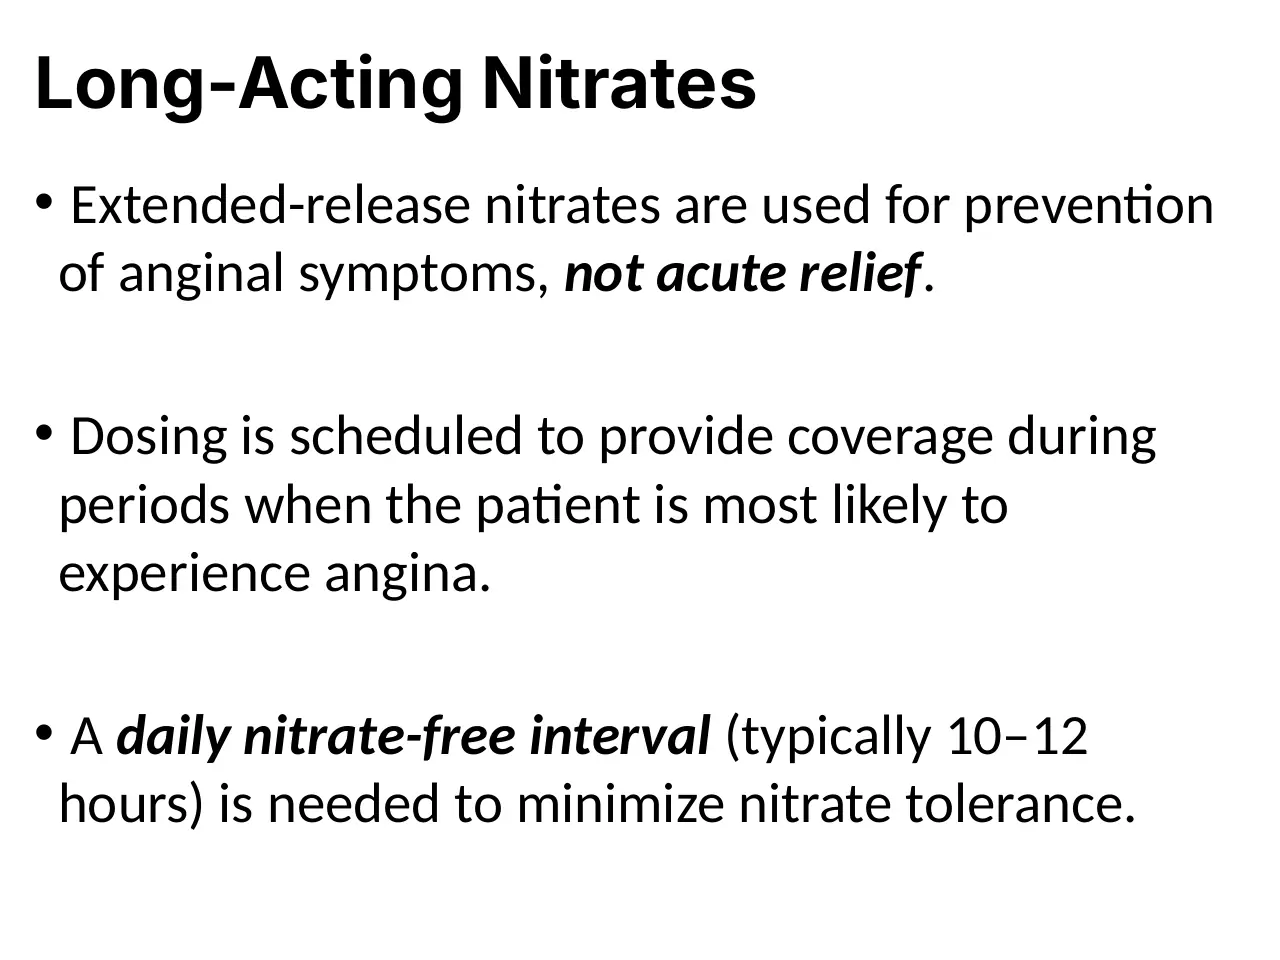 Long-Acting Nitrates
• Extended-release nitrates are used for prevention
of anginal symptoms, not acute relief.
• Dosing is scheduled to provide coverage during
periods when the patient is most likely to
experience angina.
• A daily nitrate-free interval (typically 10–12
hours) is needed to minimize nitrate tolerance.